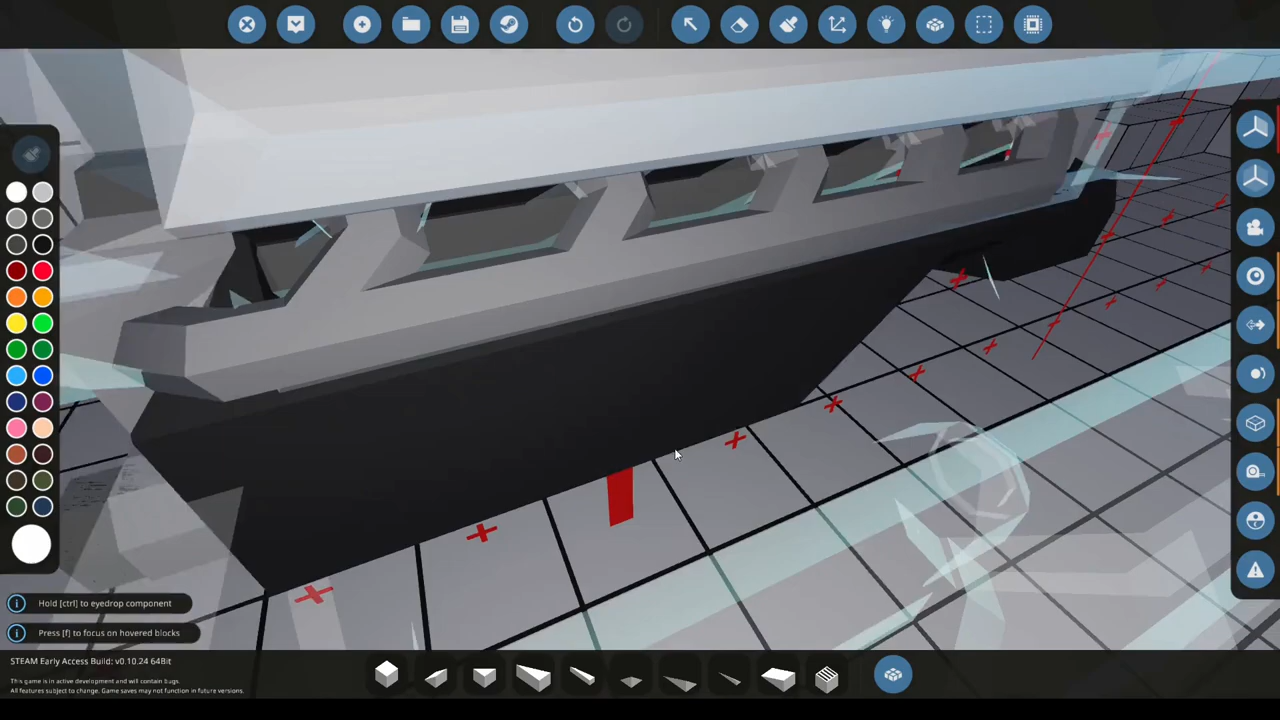 Hold [ctrl] to eyedrop component
Press [f] to focus on hovered blocks
STEAM Early Access Build: v0.10.24 64Bit
This game is in active development and will contain bugs.
All features subject to change. Game saves may not function in future versions.